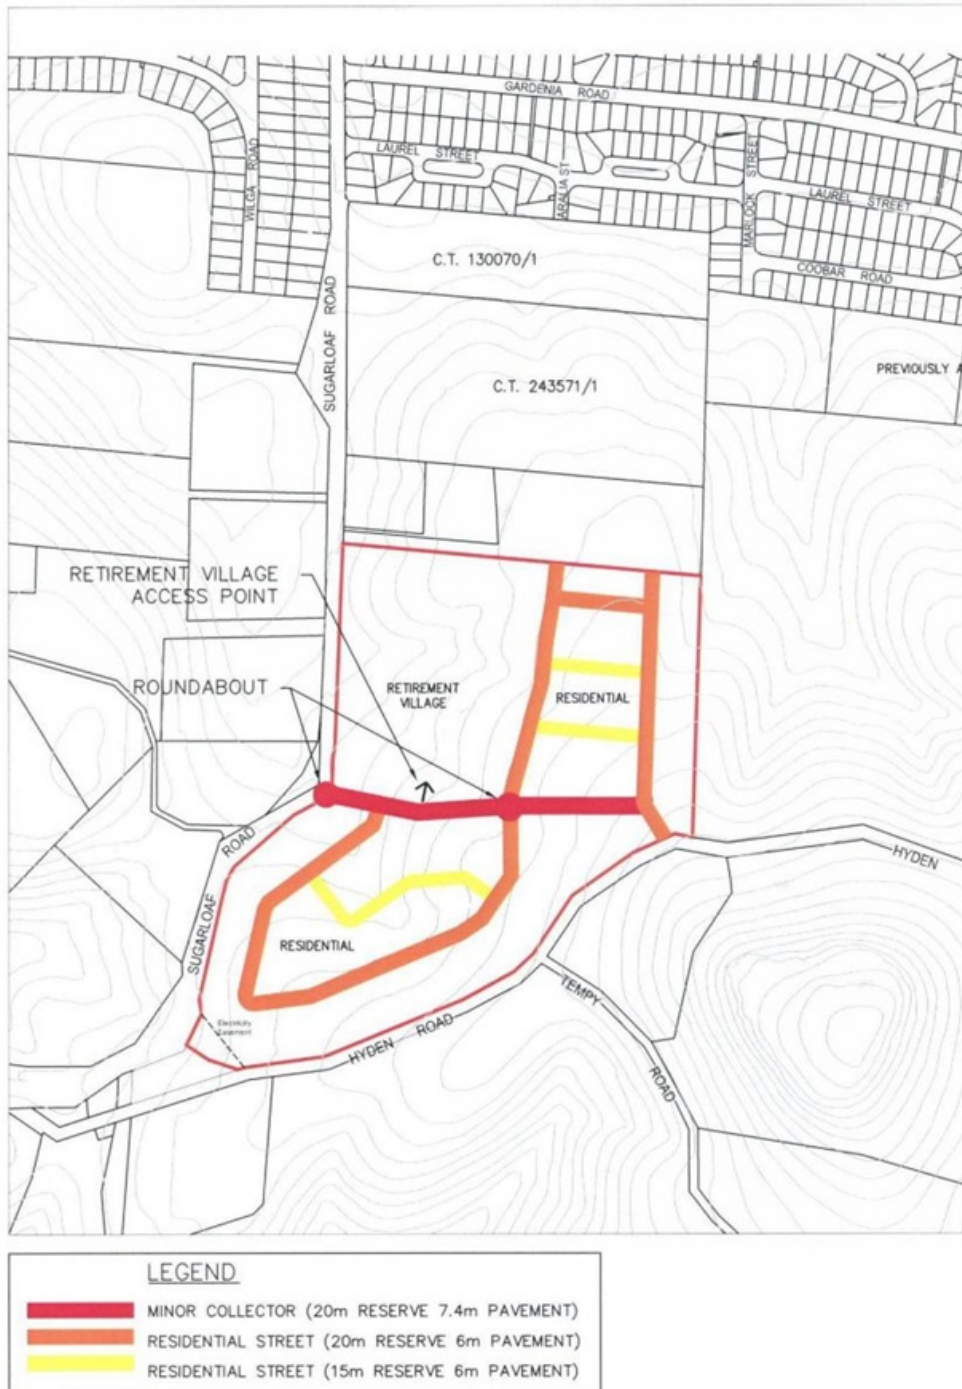 GARDENIA ROAD
WILGA ROAD
LAUREL STREET
ARALIA ST
MARLOCK STREET
LAUREL STREET
COOBAR ROAD
C.T. 130070/1
SUGARLOAF ROAD
C.T. 243571/1
PREVIOUSLY A
RETIREMENT VILLAGE
ACCESS POINT
ROUNDABOUT
RETIREMENT
VILLAGE
RESIDENTIAL
SUGARLOAF ROAD
HYDEN
RESIDENTIAL
Electricity
Easement
HYDEN ROAD
TEMPY ROAD
LEGEND
MINOR COLLECTOR (20m RESERVE 7.4m PAVEMENT)
RESIDENTIAL STREET (20m RESERVE 6m PAVEMENT)
RESIDENTIAL STREET (15m RESERVE 6m PAVEMENT)